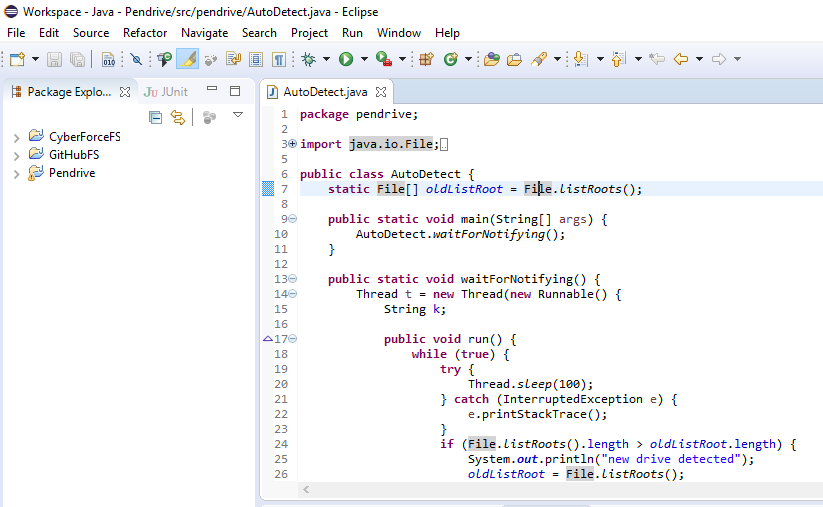 Workspace - Java - Pendrive/src/pendrive/AutoDetect.java - Eclipse
File Edit Source Refactor Navigate Search Project Run Window Help
Package Explo... JUnit
CyberForceFS
GitHubFS
Pendrive
AutoDetect.java
1 package pendrive;
2
3 import java.io.File;
5
6 public class AutoDetect {
7 static File[] oldListRoot = File.listRoots();
8
9 public static void main(String[] args) {
10 AutoDetect.waitForNotifying();
11 }
12
13 public static void waitForNotifying() {
14 Thread t = new Thread(new Runnable() {
15 String k;
16
17 public void run() {
18 while (true) {
19 try {
20 Thread.sleep(100);
21 } catch (InterruptedException e) {
22 e.printStackTrace();
23 }
24 if (File.listRoots().length > oldListRoot.length) {
25 System.out.println("new drive detected");
26 oldListRoot = File.listRoots();